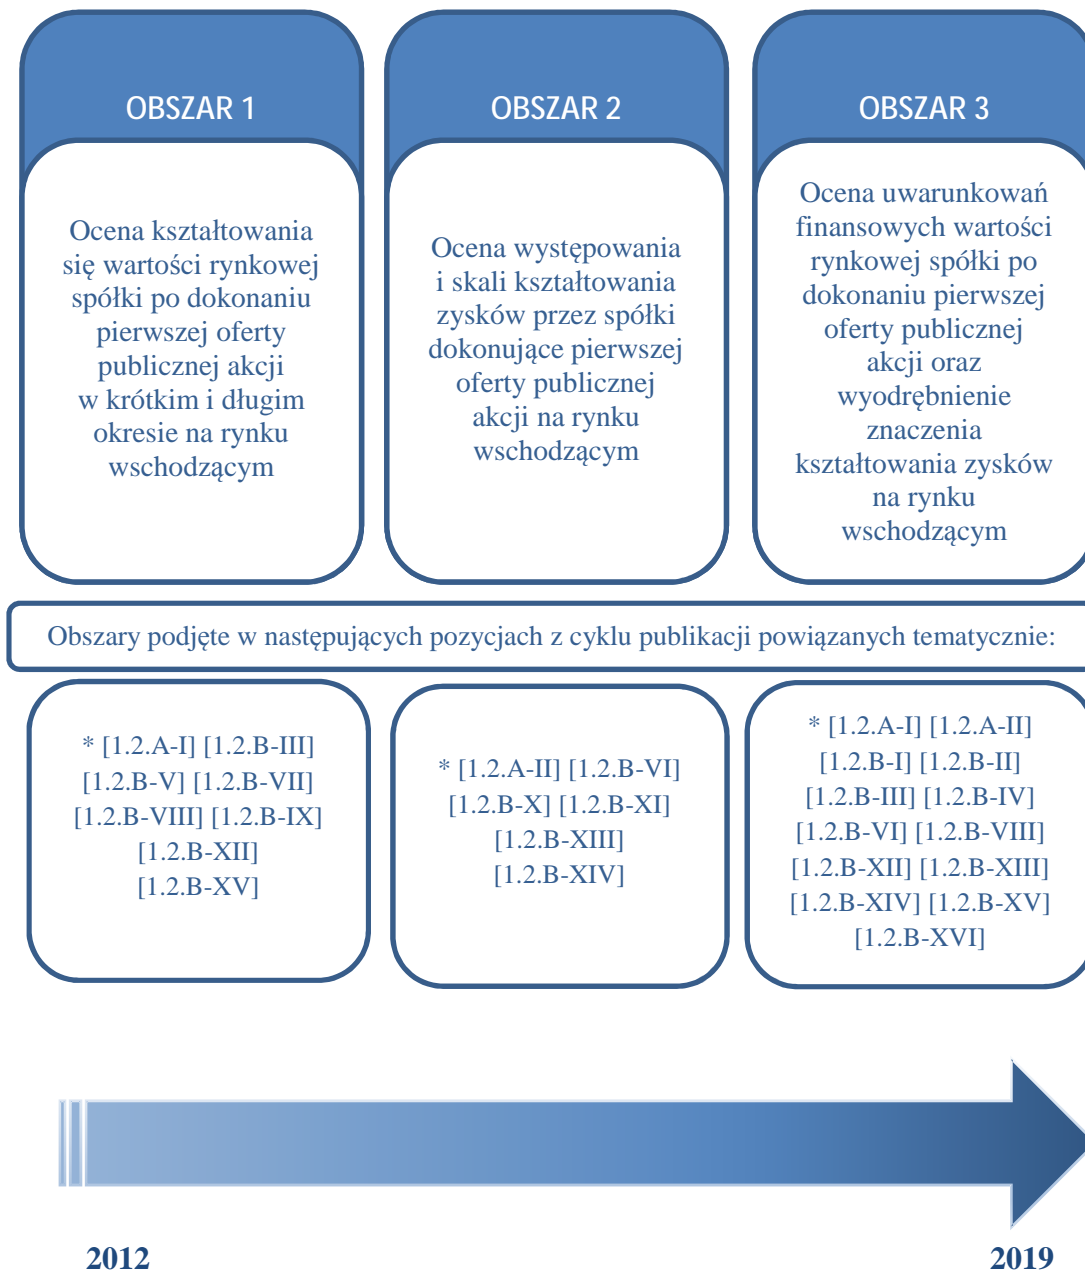 OBSZAR 1
Ocena kształtowania
się wartości rynkowej
spółki po dokonaniu
pierwszej oferty
publicznej akcji
w krótkim i długim
okresie na rynku
wschodzącym
OBSZAR 2
Ocena występowania
i skali kształtowania
zysków przez spółki
dokonujące pierwszej
oferty publicznej
akcji na rynku
wschodzącym
OBSZAR 3
Ocena uwarunkowań
finansowych wartości
rynkowej spółki po
dokonaniu pierwszej
oferty publicznej
akcji oraz
wyodrębnienie
znaczenia
kształtowania zysków
na rynku
wschodzącym
Obszary podjęte w następujących pozycjach z cyklu publikacji powiązanych tematycznie:
* [1.2.A-I] [1.2.B-III]
[1.2.B-V] [1.2.B-VII]
[1.2.B-VIII] [1.2.B-IX]
[1.2.B-XII]
[1.2.B-XV]
* [1.2.A-II] [1.2.B-VI]
[1.2.B-X] [1.2.B-XI]
[1.2.B-XIII]
[1.2.B-XIV]
* [1.2.A-I] [1.2.A-II]
[1.2.B-I] [1.2.B-II]
[1.2.B-III] [1.2.B-IV]
[1.2.B-VI] [1.2.B-VIII]
[1.2.B-XII] [1.2.B-XIII]
[1.2.B-XIV] [1.2.B-XV]
[1.2.B-XVI]
2012
2019